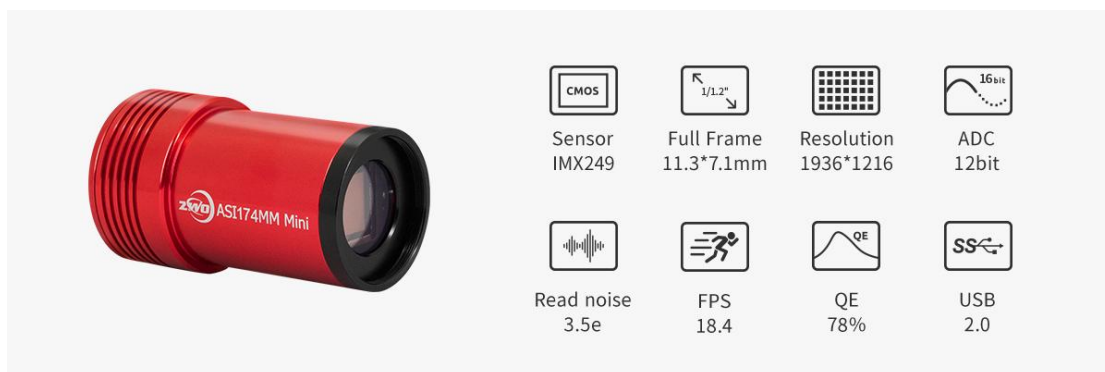 ZWO ASI174MM Mini
CMOS
1/1.2"
16bit
Sensor
IMX249
Full Frame
11.3*7.1mm
Resolution
1936*1216
ADC
12bit
QE
SS
Read noise
3.5e
FPS
18.4
QE
78%
USB
2.0